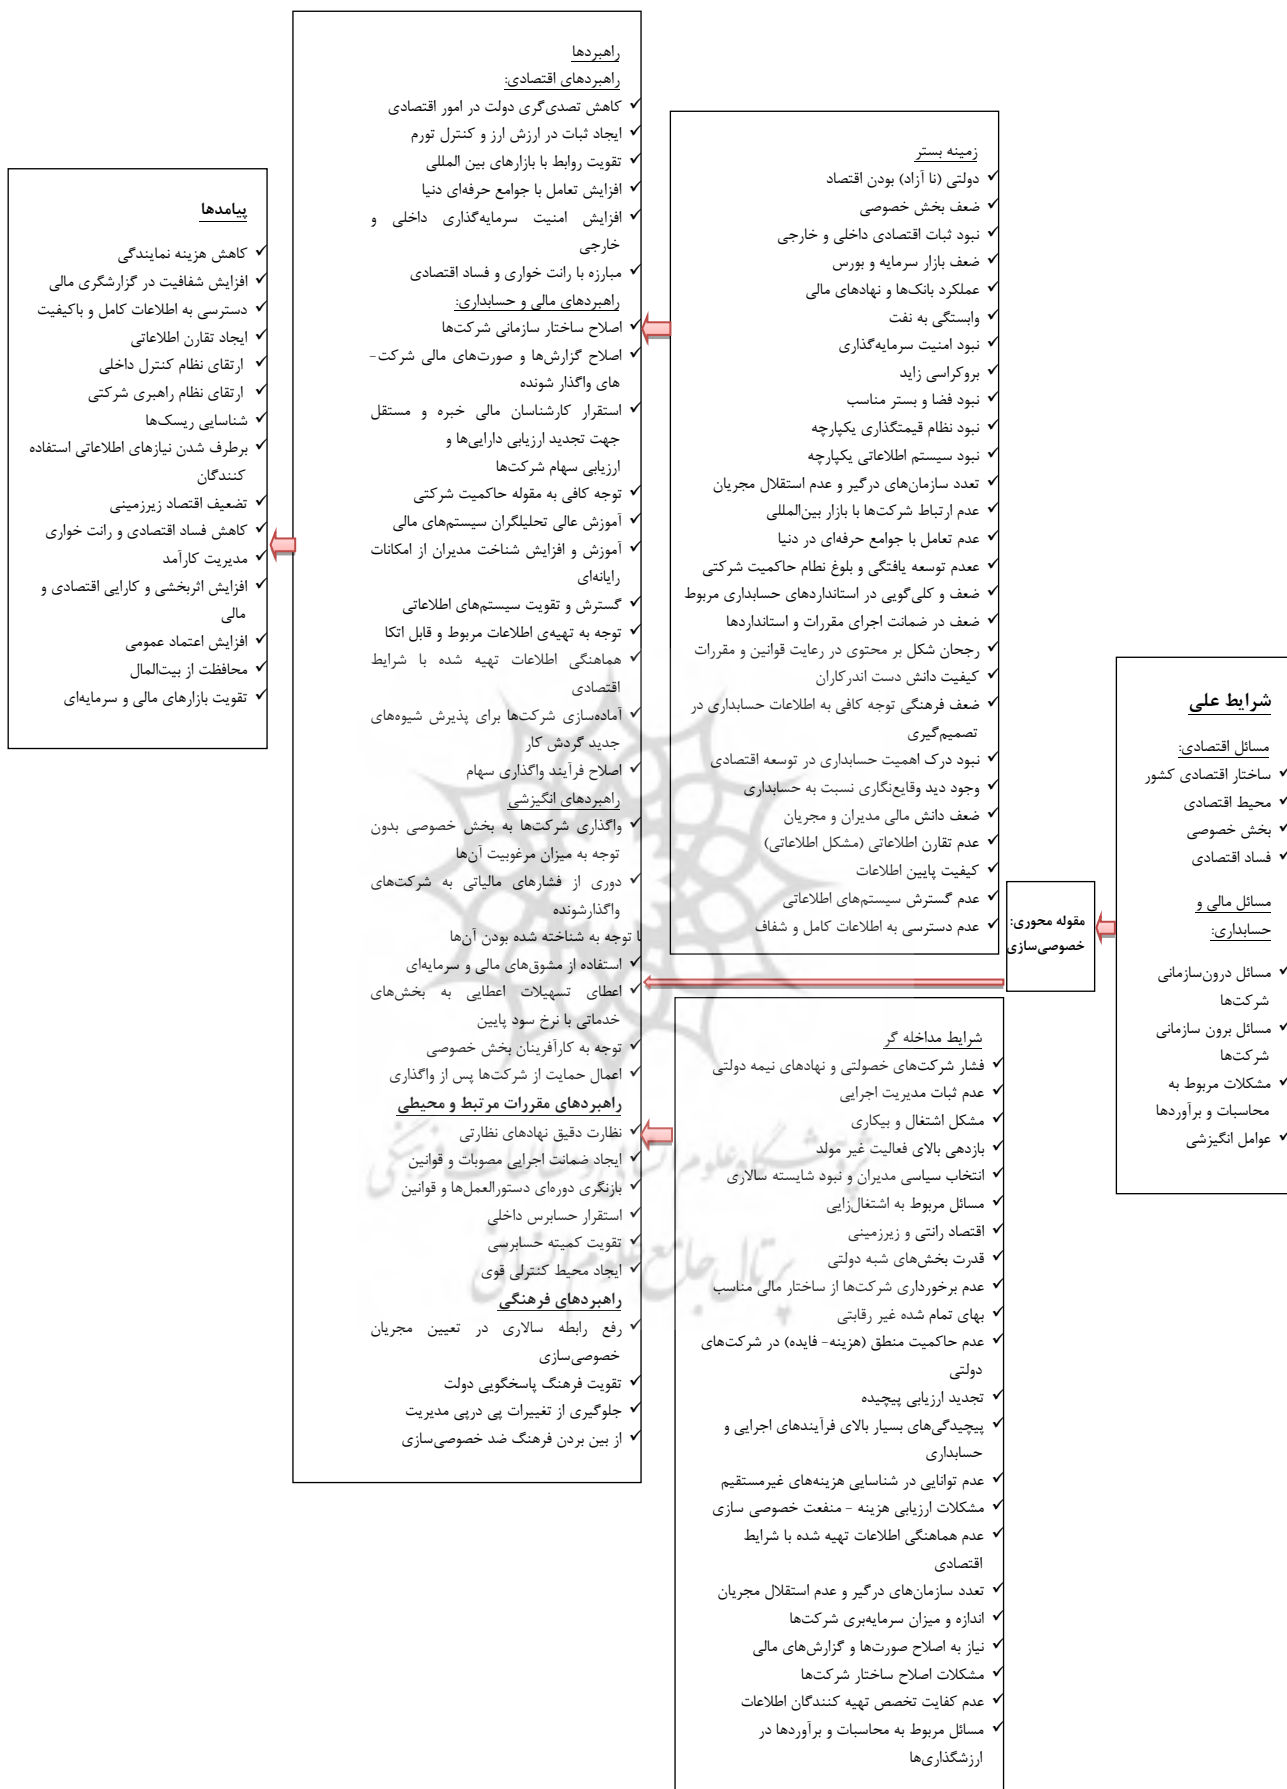 شرایط علی
مسائل اقتصادی:
✓ ساختار اقتصادی کشور
✓ محیط اقتصادی
✓ بخش خصوصی
✓ فساد اقتصادی
مسائل مالی و
حسابداری:
✓ مسائل درون‌سازمانی
شرکت‌ها
✓ مسائل برون سازمانی
شرکت‌ها
✓ مشکلات مربوط به
محاسبات و برآوردها
✓ عوامل انگیزشی
مقوله محوری:
خصوصی‌سازی
زمینه بستر
✓ دولتی (نا آزاد) بودن اقتصاد
✓ ضعف بخش خصوصی
✓ نبود ثبات اقتصادی داخلی و خارجی
✓ ضعف بازار سرمایه و بورس
✓ عملکرد بانک‌ها و نهادهای مالی
✓ وابستگی به نفت
✓ نبود امنیت سرمایه‌گذاری
✓ بروکراسی زاید
✓ نبود فضا و بستر مناسب
✓ نبود نظام قیمتگذاری یکپارچه
✓ نبود سیستم اطلاعاتی یکپارچه
✓ تعدد سازمان‌های درگیر و عدم استقلال مجریان
✓ عدم ارتباط شرکت‌ها با بازار بین‌المللی
✓ عدم تعامل با جوامع حرفه‌ای در دنیا
✓ععدم توسعه یافتگی و بلوغ نظام حاکمیت شرکتی
✓ ضعف و کلی‌گویی در استانداردهای حسابداری مربوط
✓ ضعف در ضمانت اجرای مقررات و استانداردها
✓ رجحان شکل بر محتوی در رعایت قوانین و مقررات
✓ کیفیت دانش دست اندرکاران
✓ ضعف فرهنگی توجه کافی به اطلاعات حسابداری در
تصمیم‌گیری
✓ نبود درک اهمیت حسابداری در توسعه اقتصادی
✓ وجود دید وقایع‌نگاری نسبت به حسابداری
✓ ضعف دانش مالی مدیران و مجریان
✓ عدم تقارن اطلاعاتی (مشکل اطلاعاتی)
✓ کیفیت پایین اطلاعات
✓ عدم گسترش سیستم‌های اطلاعاتی
✓ عدم دسترسی به اطلاعات کامل و شفاف
شرایط مداخله گر
✓ فشار شرکت‌های خصولتی و نهادهای نیمه دولتی
✓ عدم ثبات مدیریت اجرایی
✓ مشکل اشتغال و بیکاری
✓ بازدهی بالای فعالیت غیر مولد
✓ انتخاب سیاسی مدیران و نبود شایسته سالاری
✓ مسائل مربوط به اشتغال‌زایی
✓ اقتصاد رانتی و زیرزمینی
✓ قدرت بخش‌های شبه دولتی
✓ عدم برخورداری شرکت‌ها از ساختار مالی مناسب
✓ بهای تمام شده غیر رقابتی
✓ عدم حاکمیت منطق (هزینه- فایده) در شرکت‌های
دولتی
✓ تجدید ارزیابی پیچیده
✓ پیچیدگی‌های بسیار بالای فرآیندهای اجرایی و
حسابداری
✓ عدم توانایی در شناسایی هزینه‌های غیرمستقیم
✓ مشکلات ارزیابی هزینه – منفعت خصوصی سازی
✓ عدم هماهنگی اطلاعات تهیه شده با شرایط
اقتصادی
✓ تعدد سازمان‌های درگیر و عدم استقلال مجریان
✓ اندازه و میزان سرمایه‌بری شرکت‌ها
✓ نیاز به اصلاح صورت‌ها و گزارش‌های مالی
✓ مشکلات اصلاح ساختار شرکت‌ها
✓ عدم کفایت تخصص تهیه کنندگان اطلاعات
✓ مسائل مربوط به محاسبات و برآوردها در
ارزشگذاری‌ها
راهبردها
راهبردهای اقتصادی:
✓ کاهش تصدی‌گری دولت در امور اقتصادی
✓ ایجاد ثبات در ارزش ارز و کنترل تورم
✓ تقویت روابط با بازارهای بین المللی
✓ افزایش تعامل با جوامع حرفه‌ای دنیا
✓ افزایش امنیت سرمایه‌گذاری داخلی و
خارجی
✓ مبارزه با رانت خواری و فساد اقتصادی
راهبردهای مالی و حسابداری:
✓ اصلاح ساختار سازمانی شرکت‌ها
✓ اصلاح گزارش‌ها و صورت‌های مالی شرکت-
های واگذار شونده
✓ استقرار کارشناسان مالی خبره و مستقل
جهت تجدید ارزیابی دارایی‌ها و
ارزیابی سهام شرکت‌ها
✓ توجه کافی به مقوله حاکمیت شرکتی
✓ آموزش عالی تحلیلگران سیستم‌های مالی
✓ آموزش و افزایش شناخت مدیران از امکانات
رایانه‌ای
✓ گسترش و تقویت سیستم‌های اطلاعاتی
✓ توجه به تهیه‌ی اطلاعات مربوط و قابل اتکا
✓ هماهنگی اطلاعات تهیه شده با شرایط
اقتصادی
✓ آماده‌سازی شرکت‌ها برای پذیرش شیوه‌های
جدید گردش کار
✓ اصلاح فرآیند واگذاری سهام
راهبردهای انگیزشی
✓ واگذاری شرکت‌ها به بخش خصوصی بدون
توجه به میزان مرغوبیت آن‌ها
✓ دوری از فشارهای مالیاتی به شرکت‌های
واگذارشونده
با توجه به شناخته شده بودن آن‌ها
✓ استفاده از مشوق‌های مالی و سرمایه‌ای
✓ اعطای تسهیلات اعطایی به بخش‌های
خدماتی با نرخ سود پایین
✓ توجه به کارآفرینان بخش خصوصی
✓ اعمال حمایت از شرکت‌ها پس از واگذاری
راهبردهای مقررات مرتبط و محیطی
✓ نظارت دقیق نهادهای نظارتی
✓ ایجاد ضمانت اجرایی مصوبات و قوانین
✓ بازنگری دوره‌ای دستورالعمل‌ها و قوانین
✓ استقرار حسابرس داخلی
✓ تقویت کمیته حسابرسی
✓ ایجاد محیط کنترلی قوی
راهبردهای فرهنگی
✓ رفع رابطه سالاری در تعیین مجریان
خصوصی‌سازی
✓ تقویت فرهنگ پاسخگویی دولت
✓ جلوگیری از تغییرات پی درپی مدیریت
✓ از بین بردن فرهنگ ضد خصوصی‌سازی
پیامدها
✓ کاهش هزینه نمایندگی
✓ افزایش شفافیت در گزارشگری مالی
✓ دسترسی به اطلاعات کامل و باکیفیت
✓ ایجاد تقارن اطلاعاتی
✓ ارتقای نظام کنترل داخلی
✓ ارتقای نظام راهبری شرکتی
✓ شناسایی ریسک‌ها
✓ برطرف شدن نیازهای اطلاعاتی استفاده
کنندگان
✓ تضعیف اقتصاد زیرزمینی
✓ کاهش فساد اقتصادی و رانت خواری
✓ مدیریت کارآمد
✓ افزایش اثربخشی و کارایی اقتصادی و
مالی
✓ افزایش اعتماد عمومی
✓ محافظت از بیت‌المال
✓ تقویت بازارهای مالی و سرمایه‌ای
پژوهشگاه علوم انسانی و مطالعات فرهنگی
پرتال جامع علوم انسانی